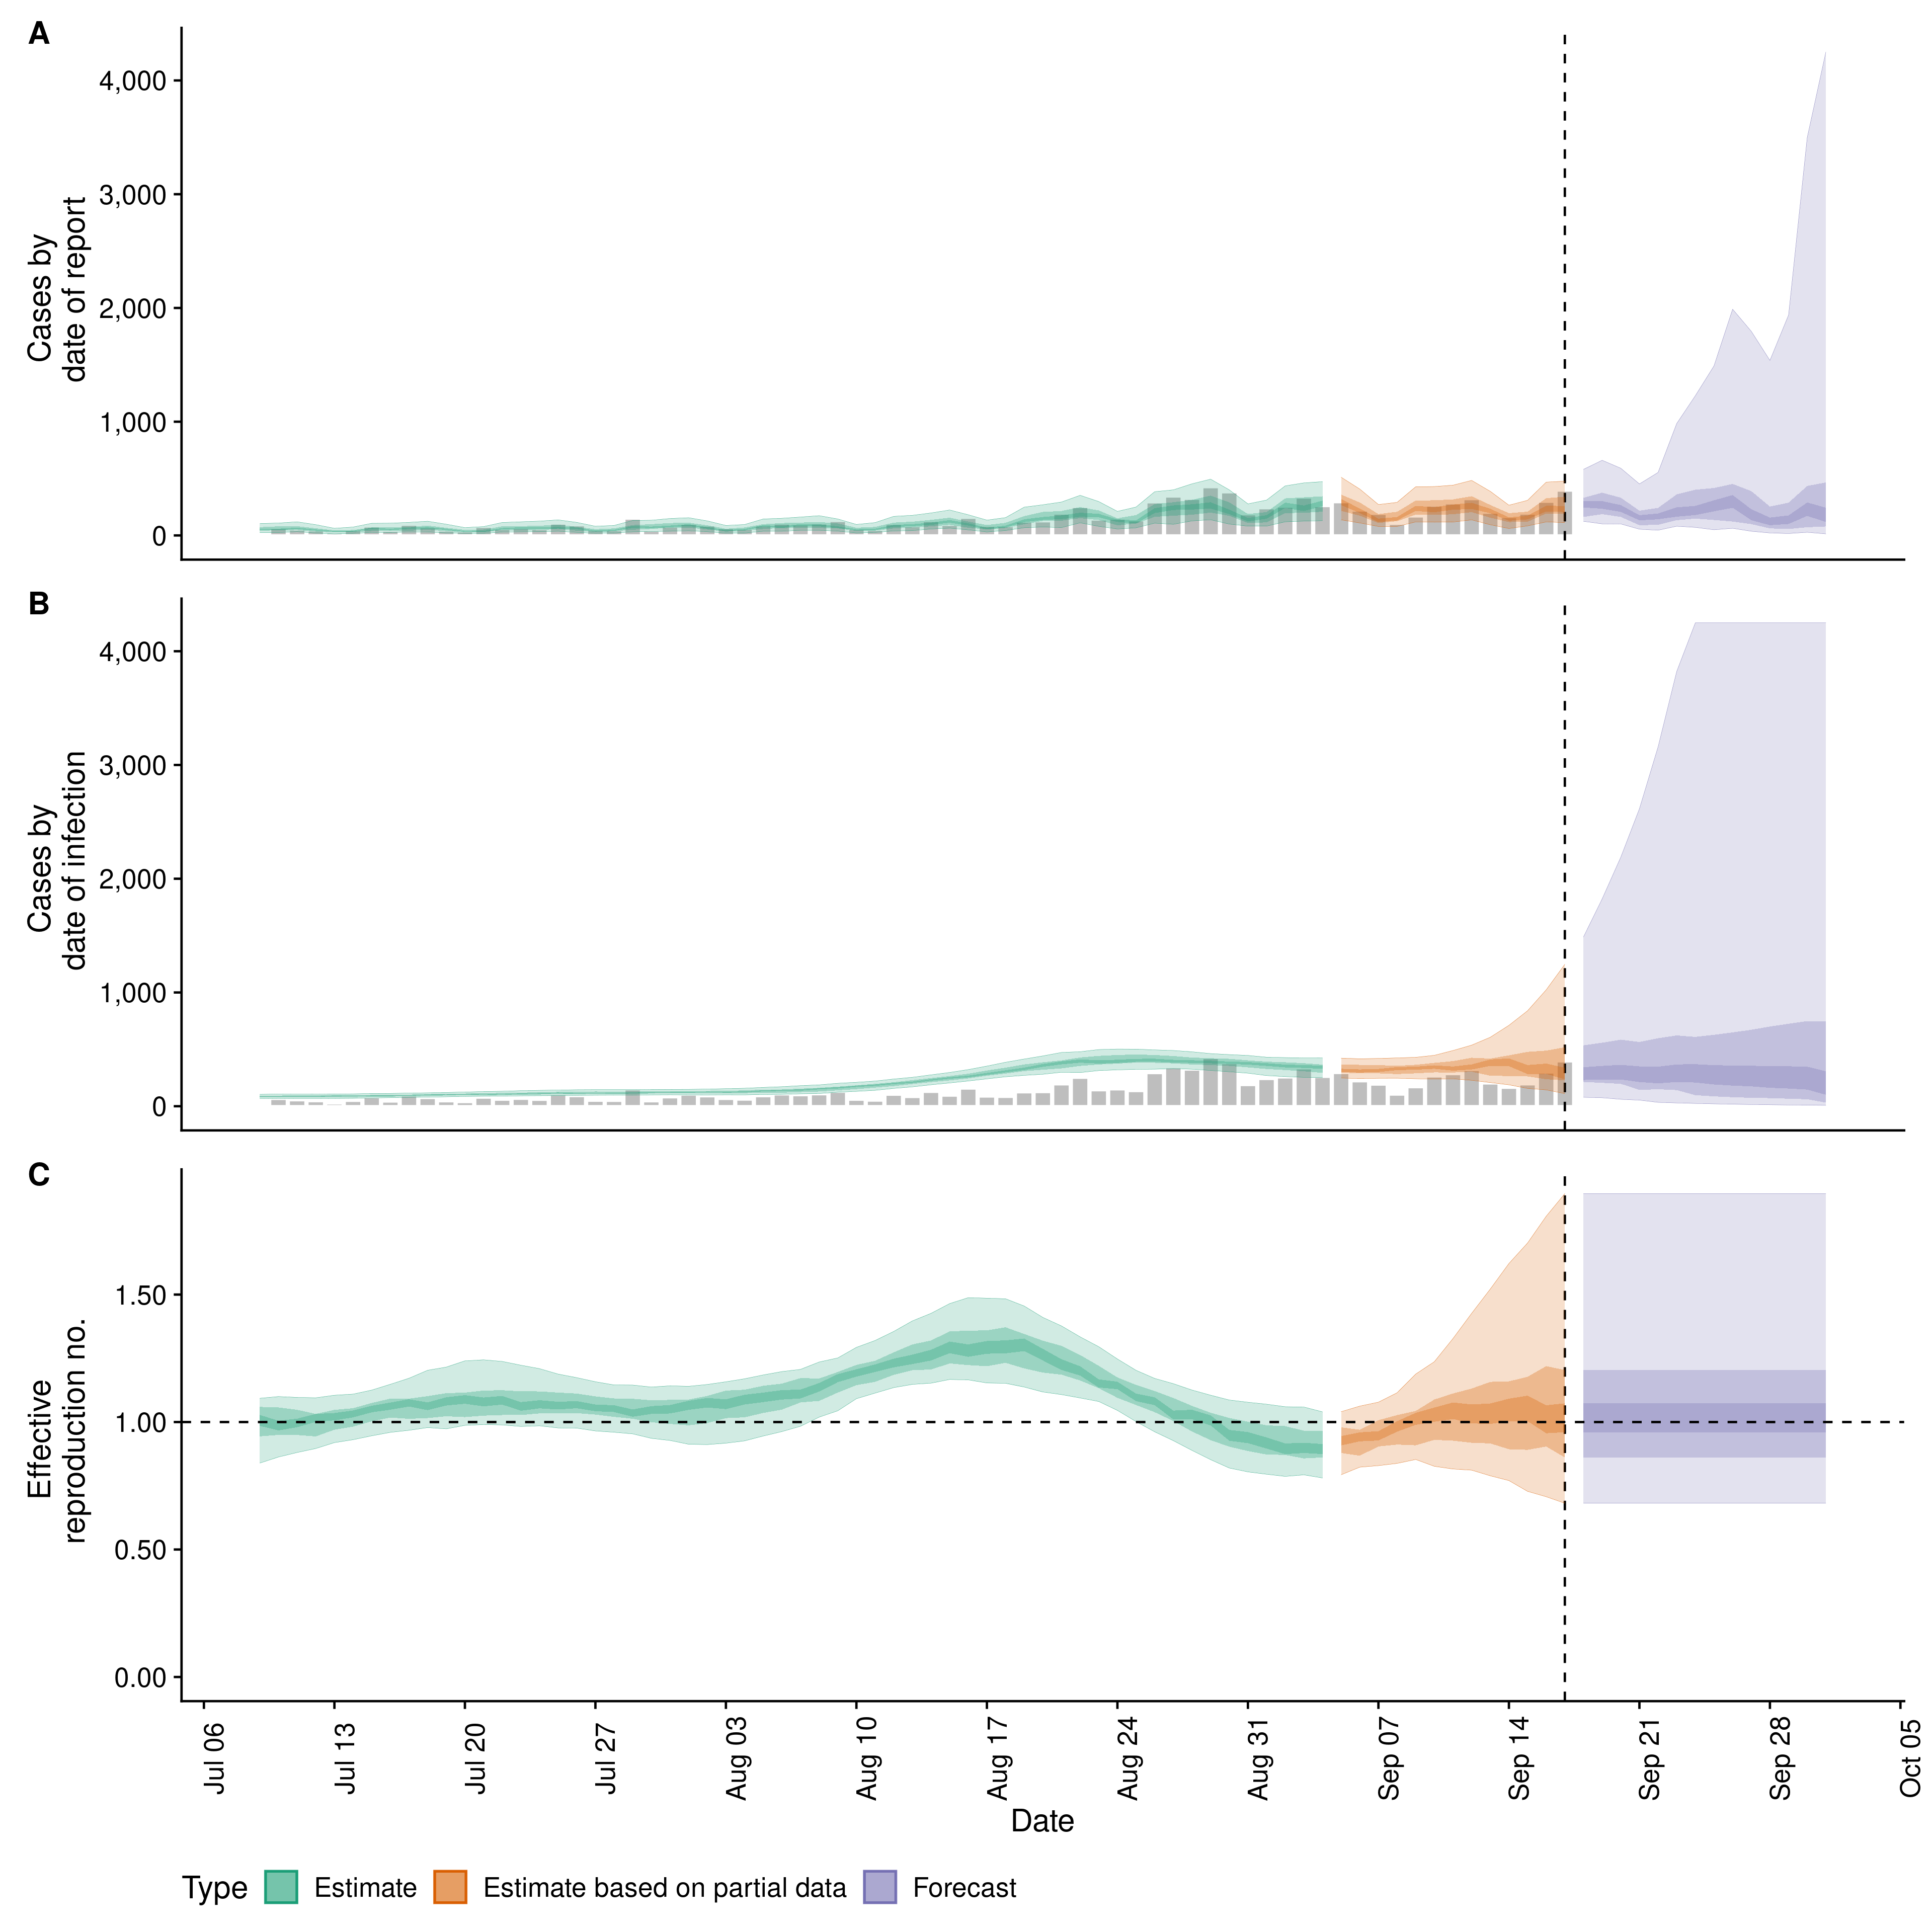 A
Cases by
date of report
4,000
3,000
2,000
1,000
0
B
Cases by
date of infection
4,000
3,000
2,000
1,000
0
C
Effective
reproduction no.
1.50
1.00
0.50
0.00
Jul 06
Jul 13
Jul 20
Jul 27
Aug 03
Aug 10
Aug 17
Aug 24
Aug 31
Sep 07
Sep 14
Sep 21
Sep 28
Oct 05
Date
Type Estimate Estimate based on partial data Forecast